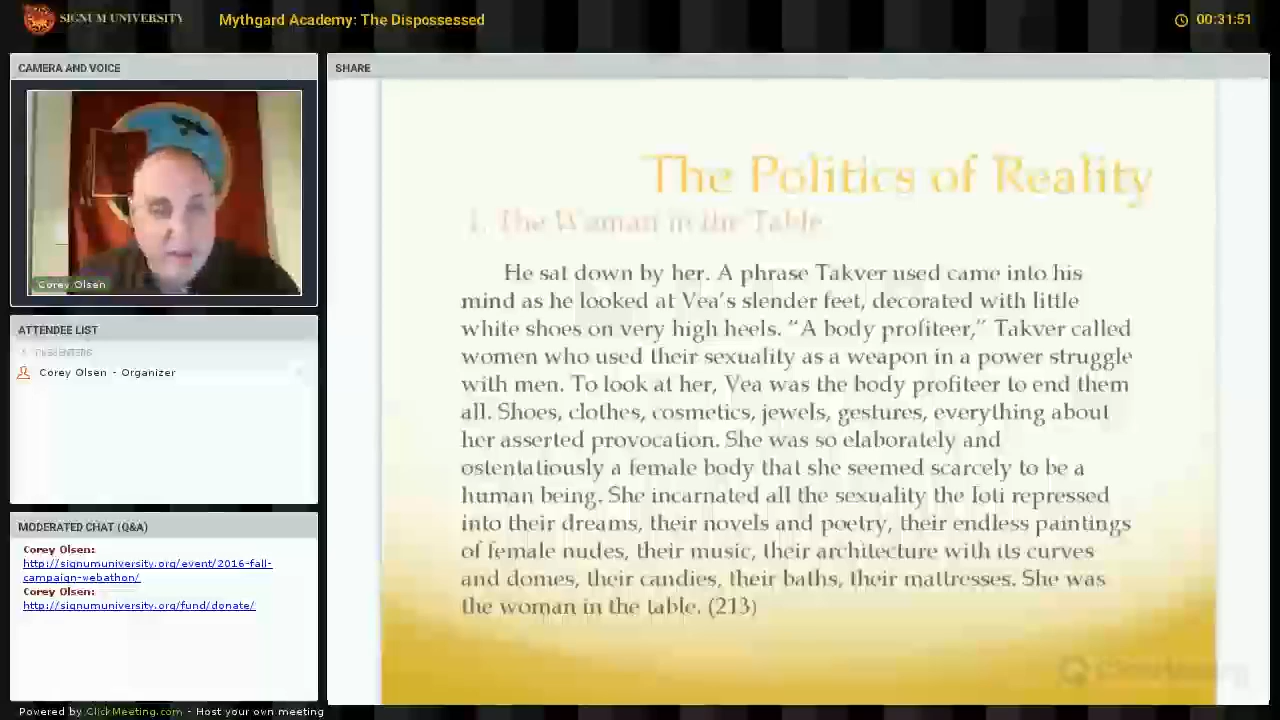 SIGNUM UNIVERSITY
Mythgard Academy: The Dispossessed
00:31:51
CAMERA AND VOICE
Corey Olsen
ATTENDEE LIST
PRESENTERS
Corey Olsen - Organizer
MODERATED CHAT (Q&A)
Corey Olsen:
http://signumuniversity.org/event/2016-fall-
campaign-webathon/
Corey Olsen:
http://signumuniversity.org/fund/donate/
Powered by ClickMeeting.com - Host your own meeting
SHARE
The Politics of Reality
1. The Woman in the Table
He sat down by her. A phrase Takver used came into his
mind as he looked at Vea's slender feet, decorated with little
white shoes on very high heels. “A body profiteer,” Takver called
women who used their sexuality as a weapon in a power struggle
with men. To look at her, Vea was the body profiteer to end them
all. Shoes, clothes, cosmetics, jewels, gestures, everything about
her asserted provocation. She was so elaborately and
ostentatiously a female body that she seemed scarcely to be a
human being. She incarnated all the sexuality the Ioti repressed
into their dreams, their novels and poetry, their endless paintings
of female nudes, their music, their architecture with its curves
and domes, their candies, their baths, their mattresses. She was
the woman in the table. (213)
ClickMeeting